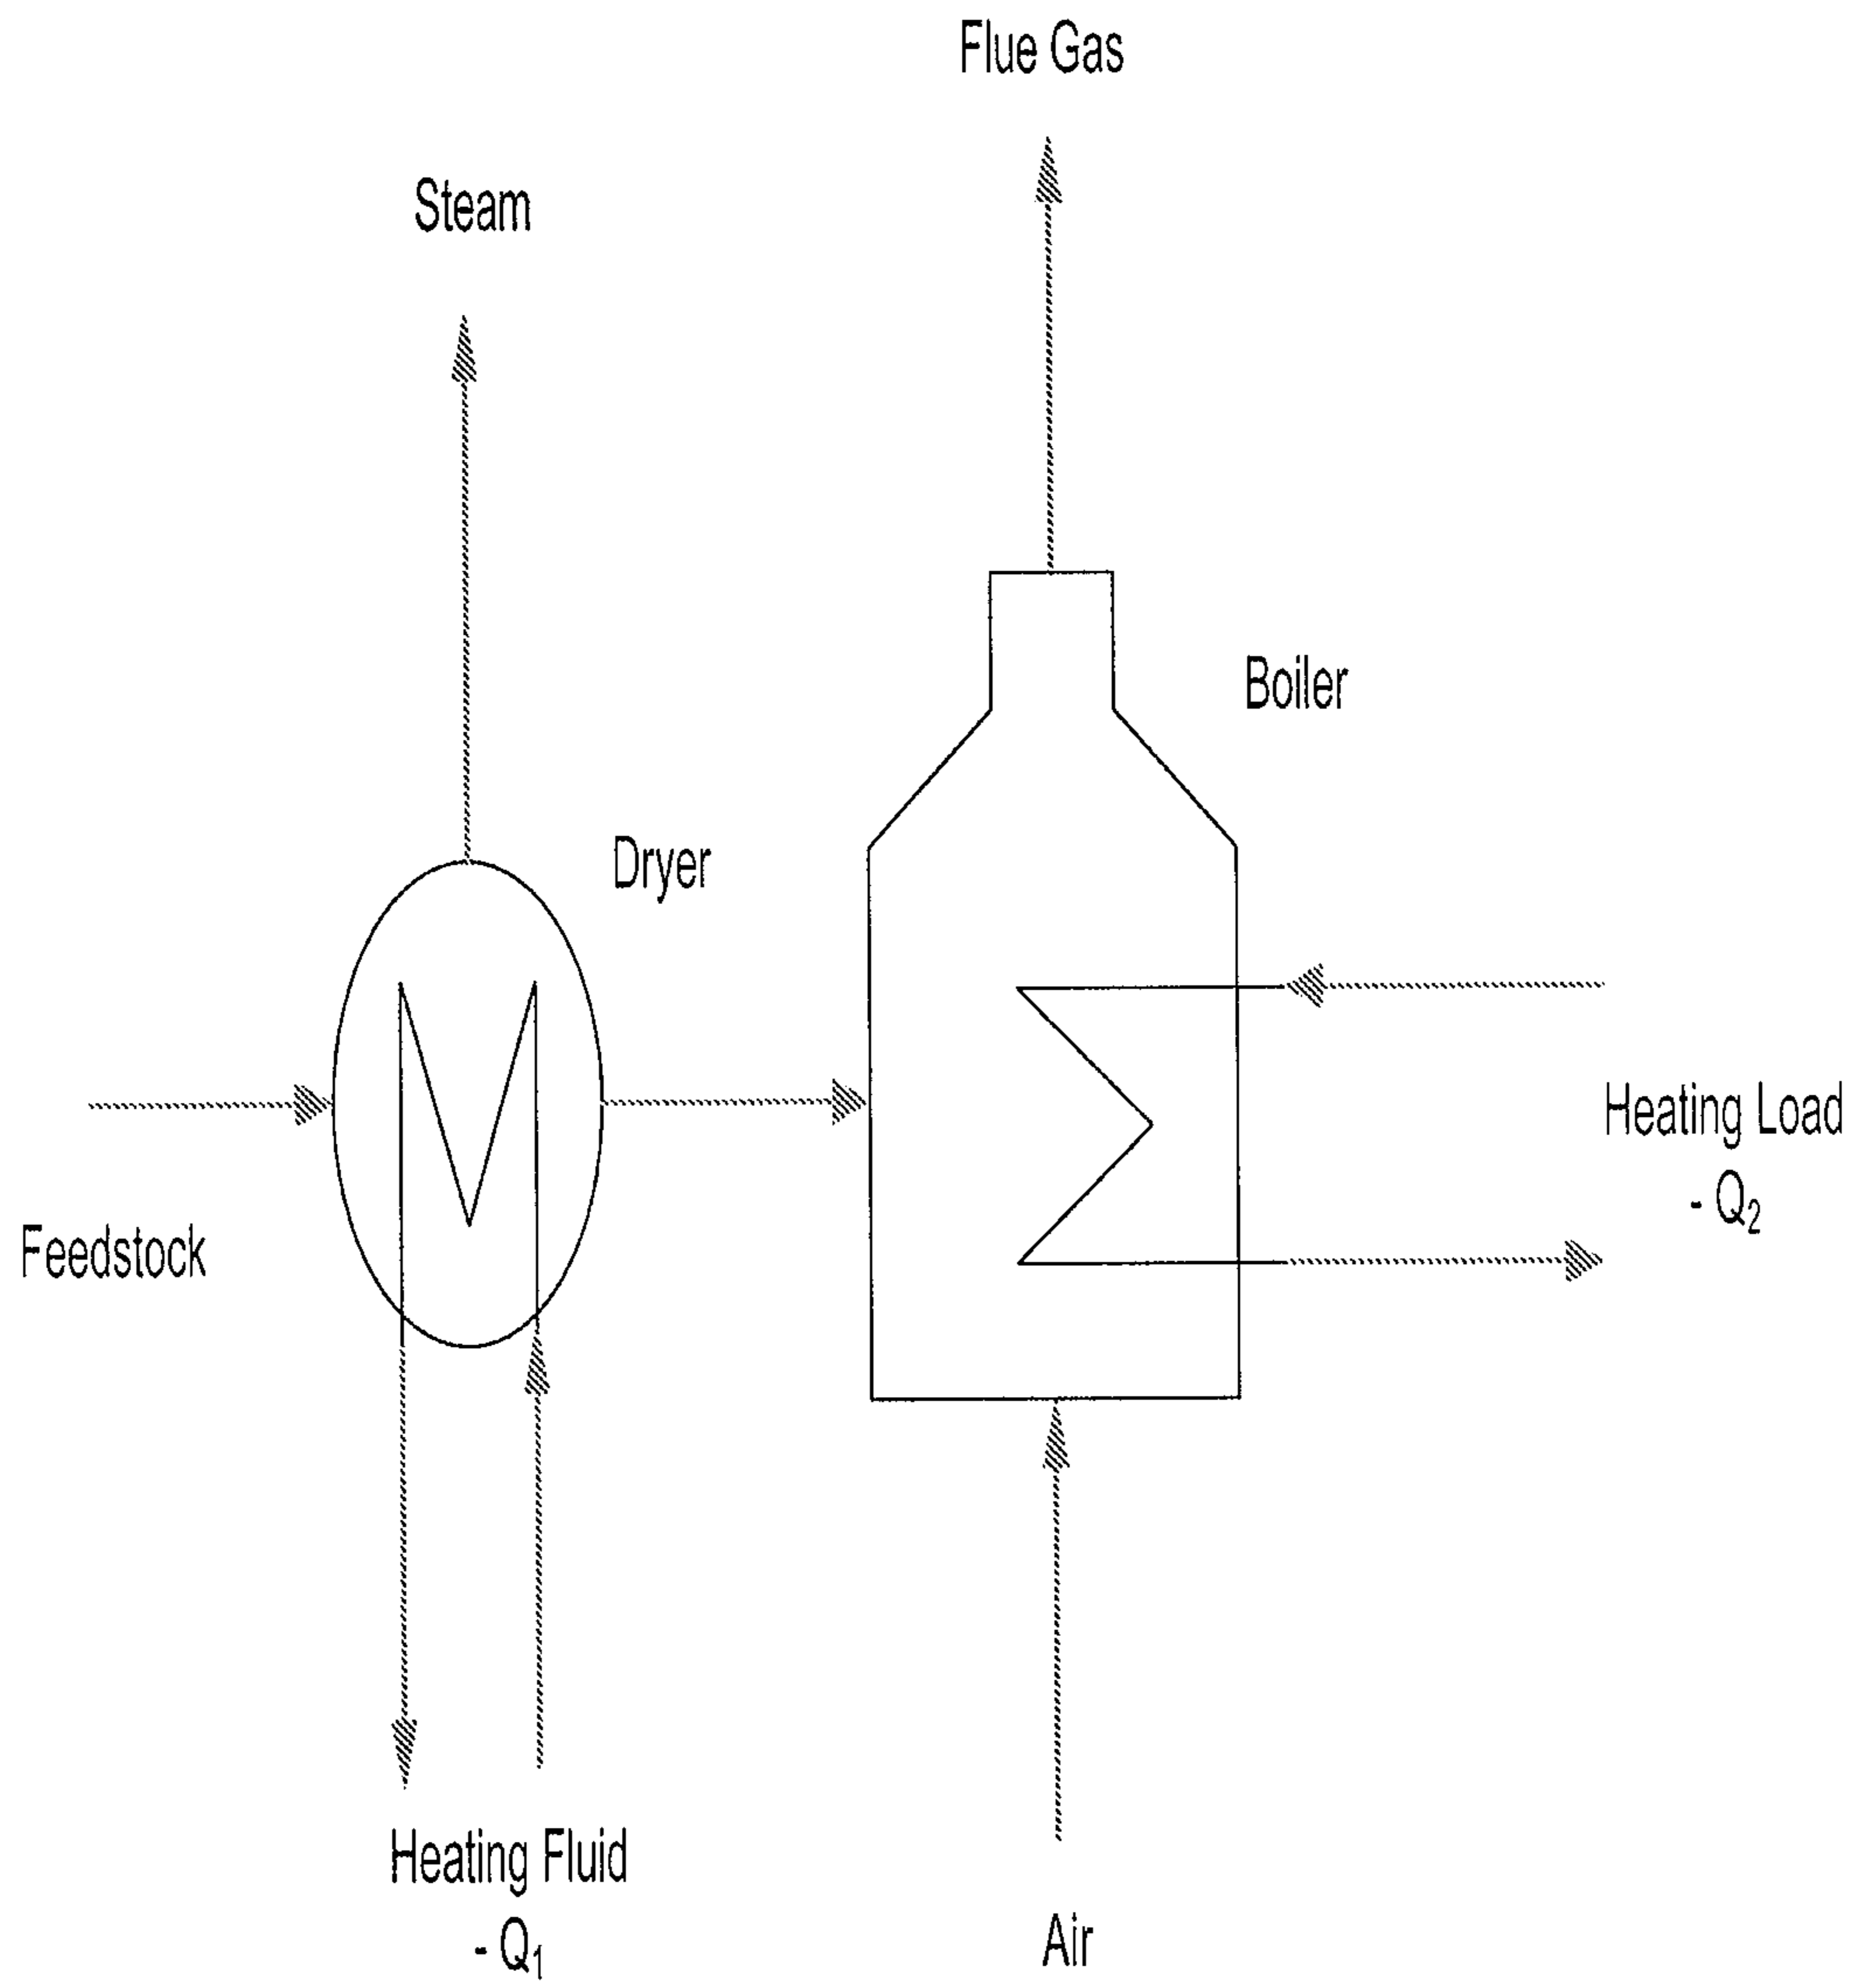 Flue Gas
Steam
Boiler
Dryer
Heating Load
- Q₂
Feedstock
Heating Fluid
- Q₁
Air